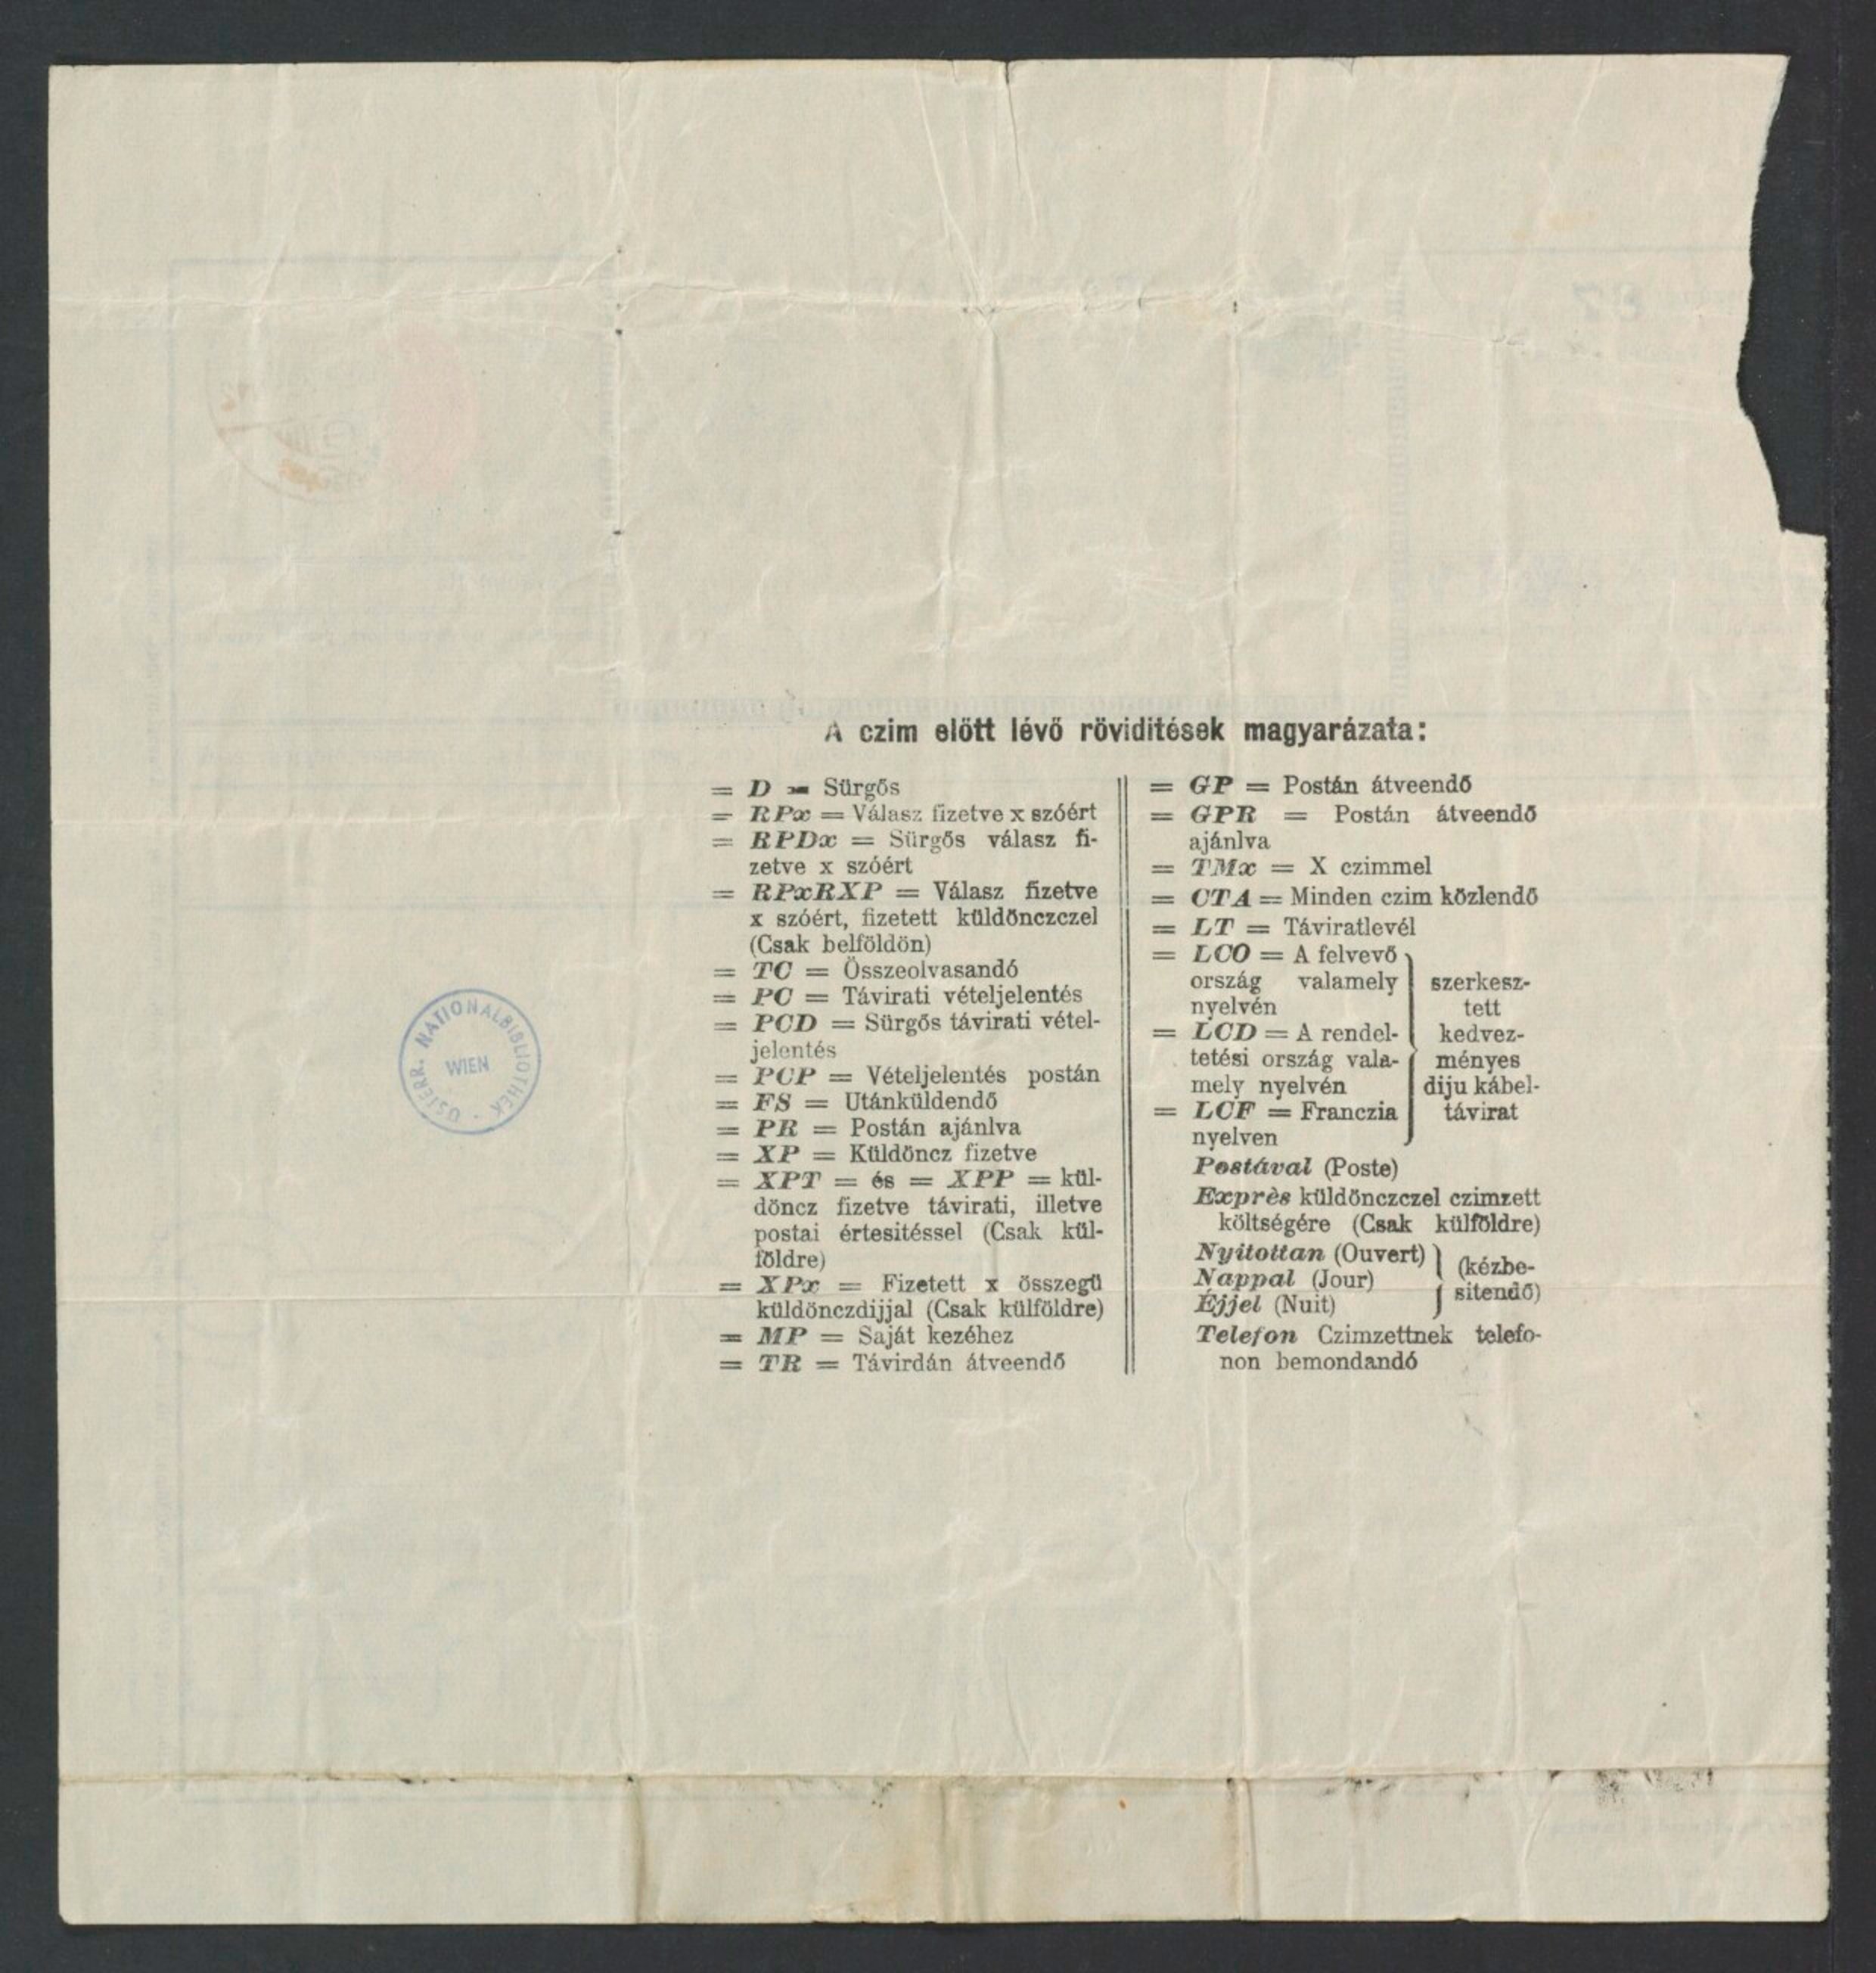 A czim előtt lévő röviditések magyarázata:
= D = Sürgős
= RPx = Válasz fizetve x szóért
= RPDx = Sürgős válasz fi-
zetve x szóért
= RPxRXP = Válasz fizetve
x szóért, fizetett küldönczczel
(Csak belföldön)
= TC = Összeolvasandó
= PC = Távirati vételjelentés
= PCD = Sürgős távirati vétel-
jelentés
= PCP = Vételjelentés postán
= FS = Utánküldendő
= PR = Postán ajánlva
= XP = Küldöncz fizetve
= XPT = és = XPP = kül-
döncz fizetve távirati, illetve
postai értesitéssel (Csak kül-
földre)
= XPx = Fizetett x összegü
küldönczdijjal (Csak külföldre)
= MP = Saját kezéhez
= TR = Távirdán átveendő
= GP = Postán átveendő
= GPR = Postán átveendő
ajánlva
= TMx = X czimmel
= CTA = Minden czim közlendő
= LT = Táviratlevél
= LCO = A felvevő
ország valamely
nyelvén
= LCD = A rendel-
tetési ország vala-
mely nyelvén
= LCF = Franczia
nyelven
szerkesz-
tett
kedvez-
ményes
diju kábel-
távirat
Postával (Poste)
Exprès küldönczczel czimzett
költségére (Csak külföldre)
Nyitottan (Ouvert)
Nappal (Jour)
Éjjel (Nuit)
(kézbe-
sitendő)
Telefon Czimzettnek telefo-
non bemondandó
ÖSTERR. NATIONALBIBLIOTHEK
WIEN